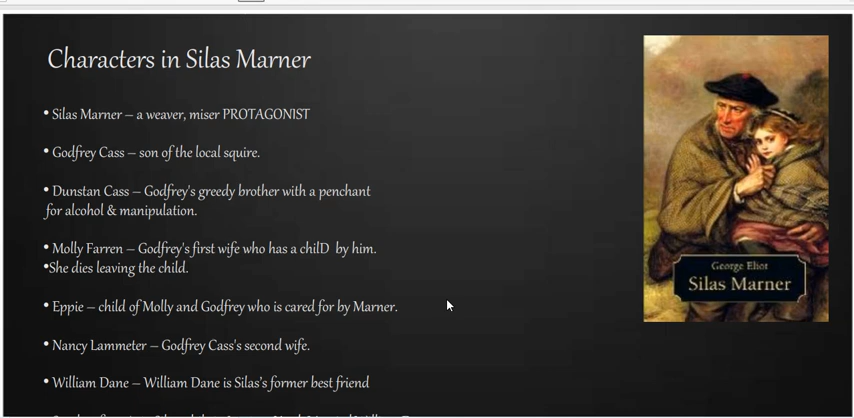 Characters in Silas Marner
• Silas Marner – a weaver, miser PROTAGONIST
• Godfrey Cass – son of the local squire.
• Dunstan Cass – Godfrey's greedy brother with a penchant
for alcohol & manipulation.
• Molly Farren – Godfrey's first wife who has a chilD by him.
•She dies leaving the child.
• Eppie – child of Molly and Godfrey who is cared for by Marner.
• Nancy Lammeter – Godfrey Cass's second wife.
• William Dane – William Dane is Silas's former best friend
George Eliot
Silas Marner